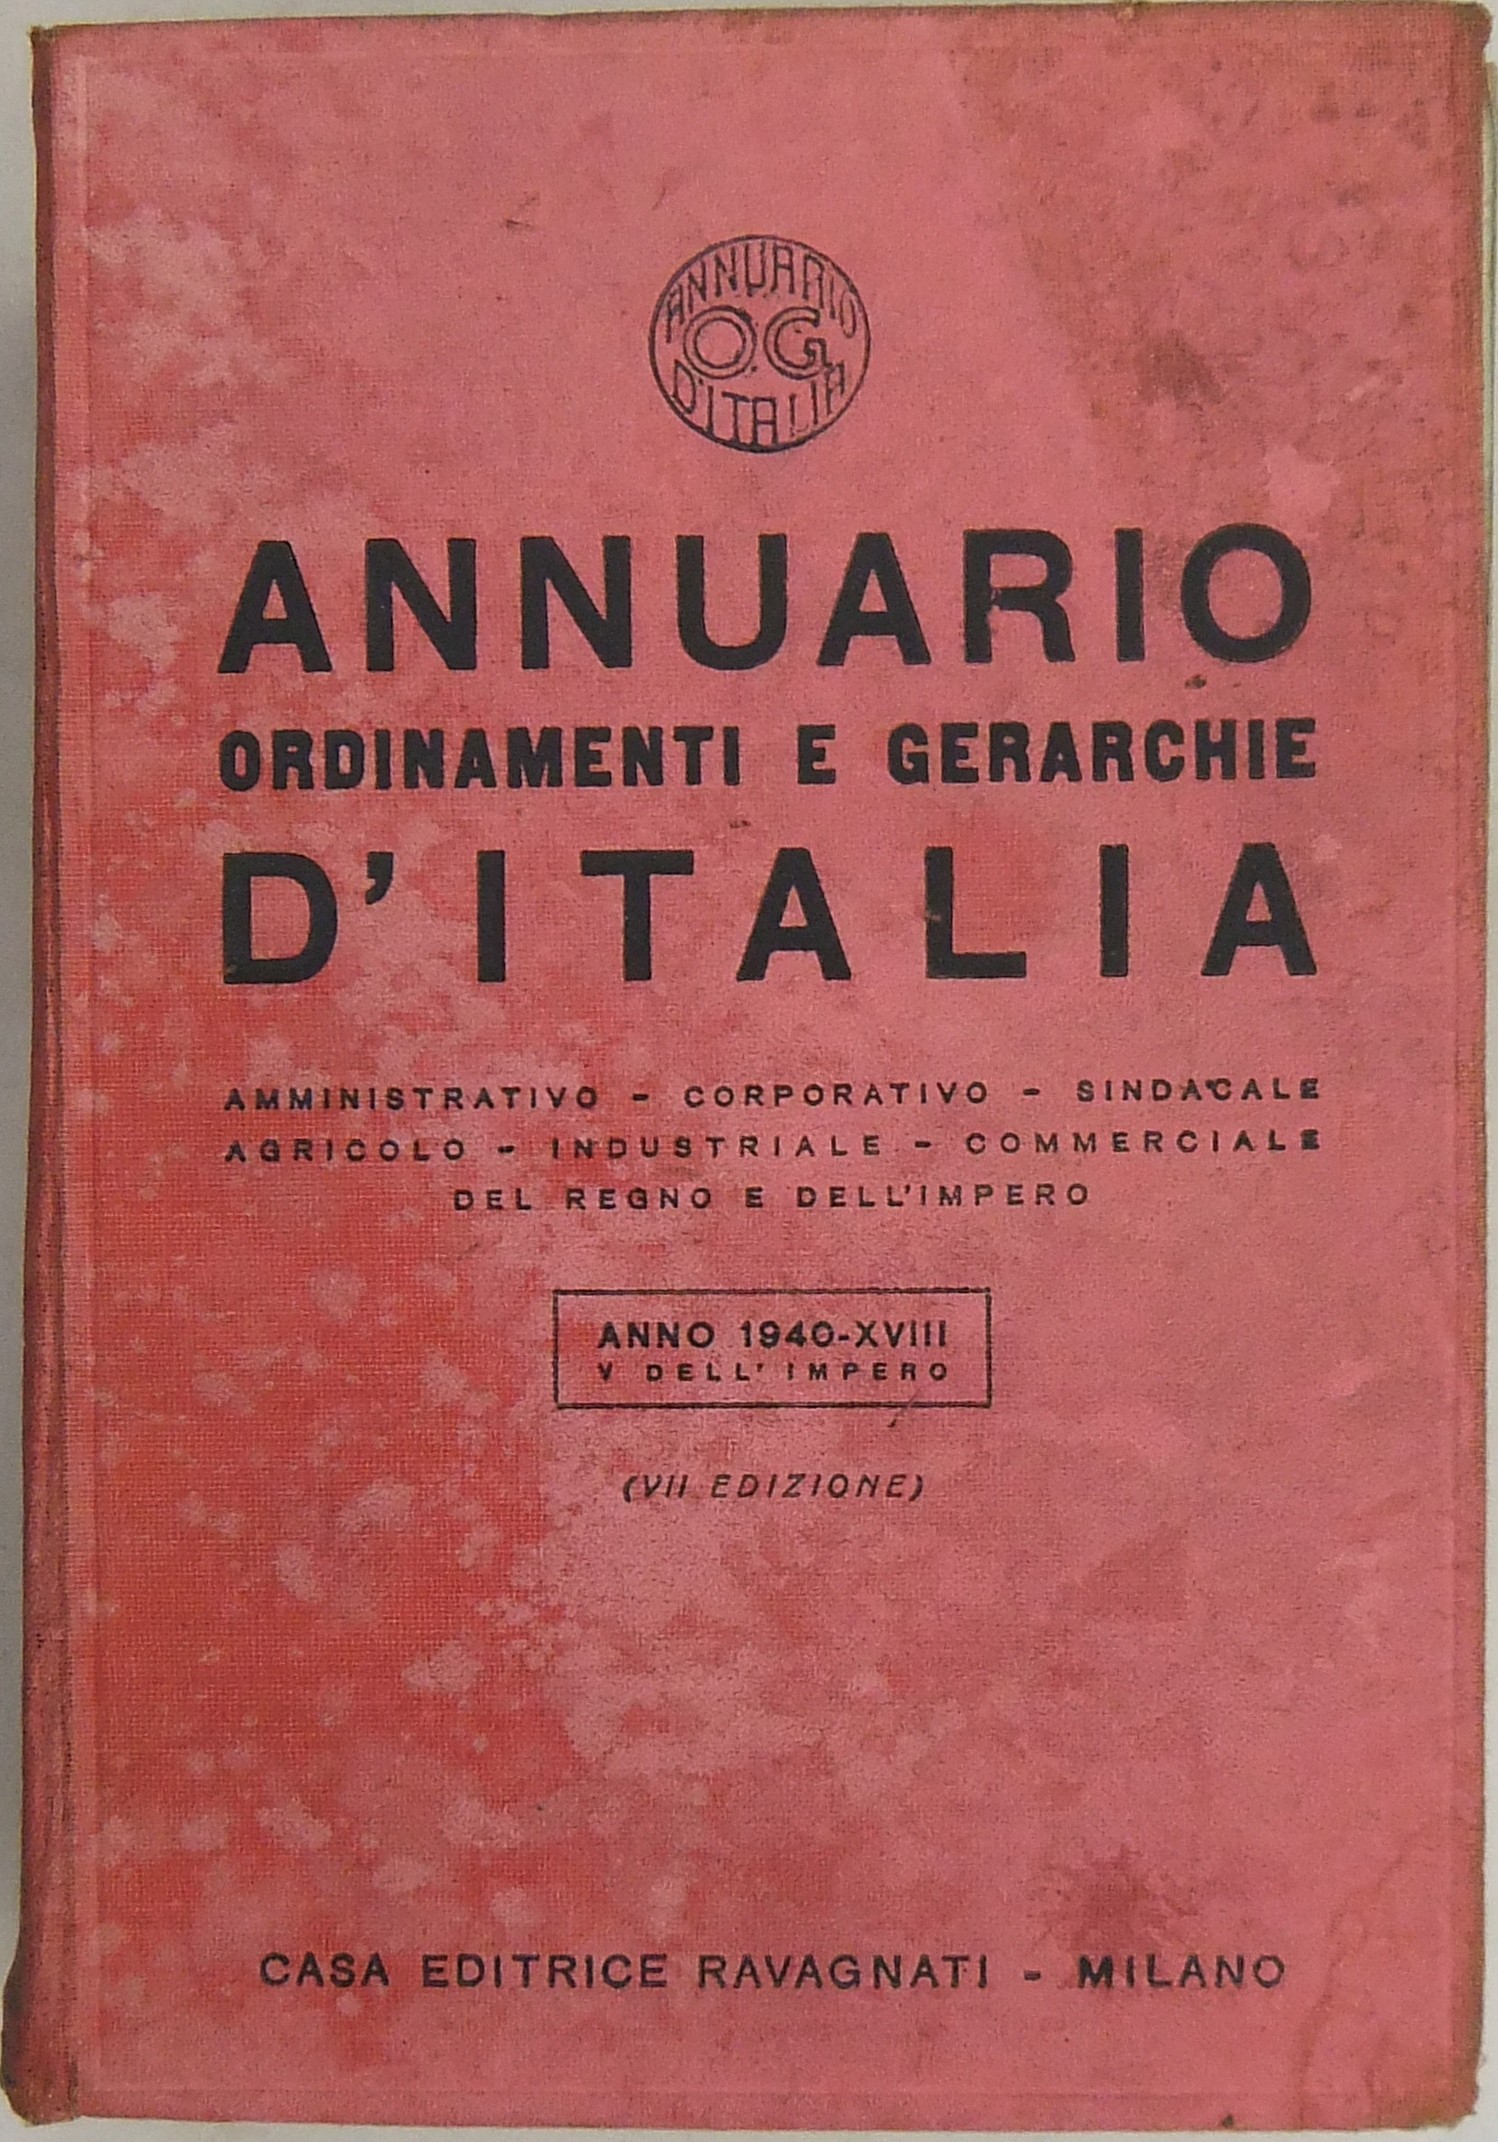 ANNUARIO
O.G.
D'ITALIA
ANNUARIO
ORDINAMENTI E GERARCHIE
D'ITALIA
AMMINISTRATIVO - CORPORATIVO - SINDACALE
AGRICOLO - INDUSTRIALE - COMMERCIALE
DEL REGNO E DELL'IMPERO
ANNO 1940-XVIII
V DELL'IMPERO
(VII EDIZIONE)
CASA EDITRICE RAVAGNATI - MILANO